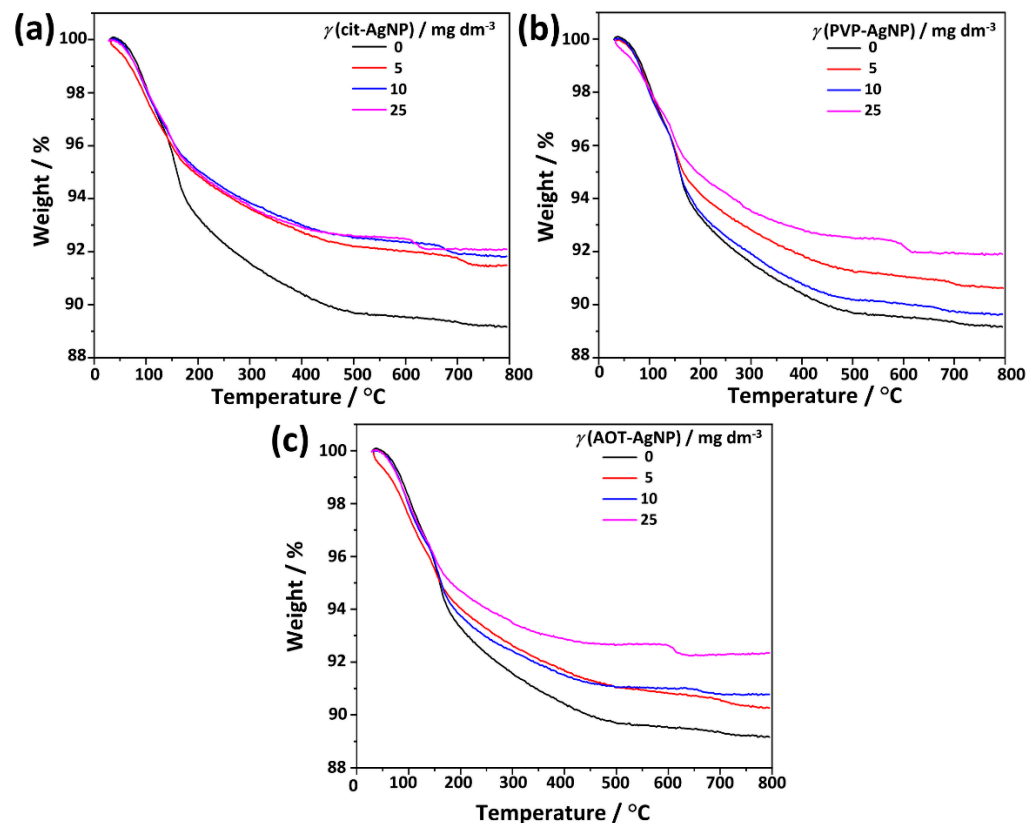 (a)
γ(cit-AgNP) / mg dm-3
0
5
10
25
100
98
96
94
92
90
88
Weight / %
0 100 200 300 400 500 600 700 800
Temperature / °C
(b)
γ(PVP-AgNP) / mg dm-3
0
5
10
25
100
98
96
94
92
90
88
Weight / %
0 100 200 300 400 500 600 700 800
Temperature / °C
(c)
γ(AOT-AgNP) / mg dm-3
0
5
10
25
100
98
96
94
92
90
88
Weight / %
0 100 200 300 400 500 600 700 800
Temperature / °C